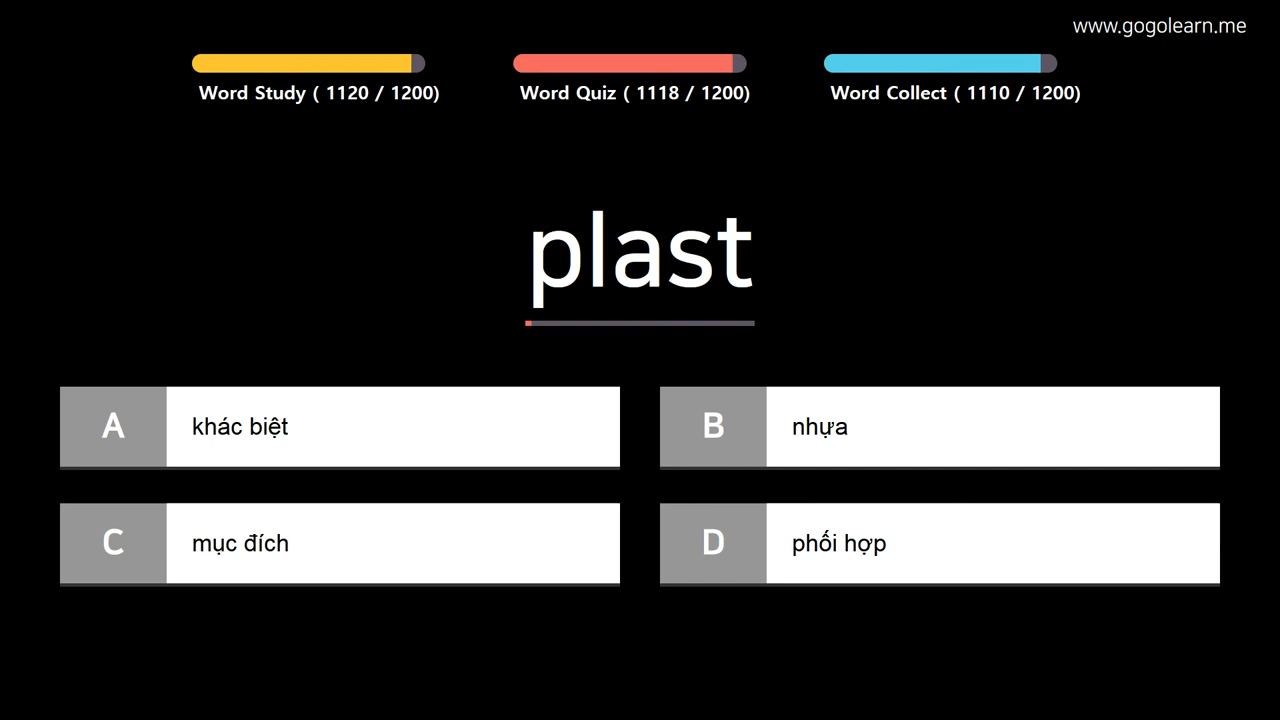 www.gogolearn.me
Word Study ( 1120 / 1200)
Word Quiz ( 1118 / 1200)
Word Collect ( 1110 / 1200)
plast
A khác biệt
B nhựa
C mục đích
D phối hợp